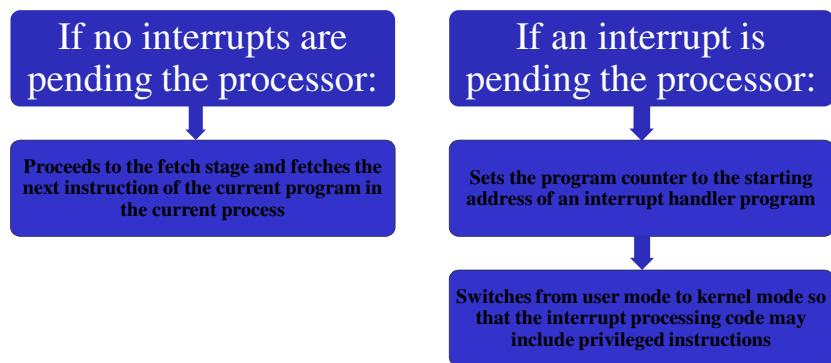 If no interrupts are
pending the processor:
Proceeds to the fetch stage and fetches the
next instruction of the current program in
the current process
If an interrupt is
pending the processor:
Sets the program counter to the starting
address of an interrupt handler program
Switches from user mode to kernel mode so
that the interrupt processing code may
include privileged instructions